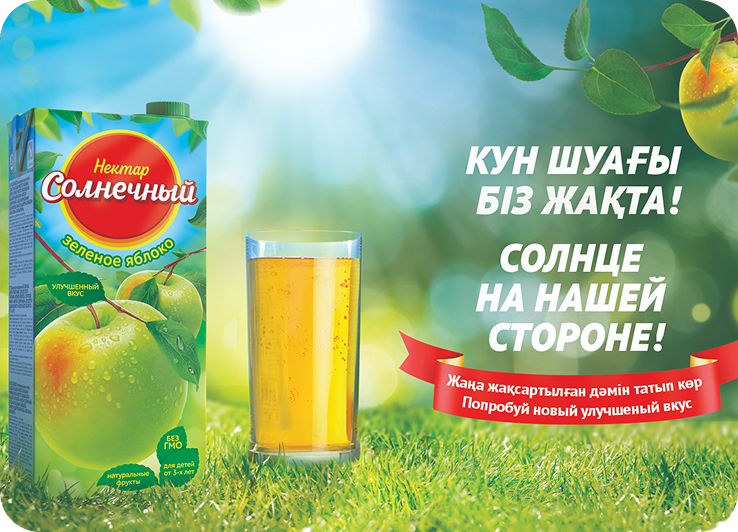 Нектар
Солнечный
зеленое яблоко
УЛУЧШЕННЫЙ
ВКУС
БЕЗ
ГМО
для детей
от 3-х лет
натуральные
фрукты
КУН ШУАҒЫ
БІЗ ЖАҚТА!
СОЛНЦЕ
НА НАШЕЙ
СТОРОНЕ!
Жаңа жақсартылған дәмін татып көр
Попробуй новый улучшеный вкус